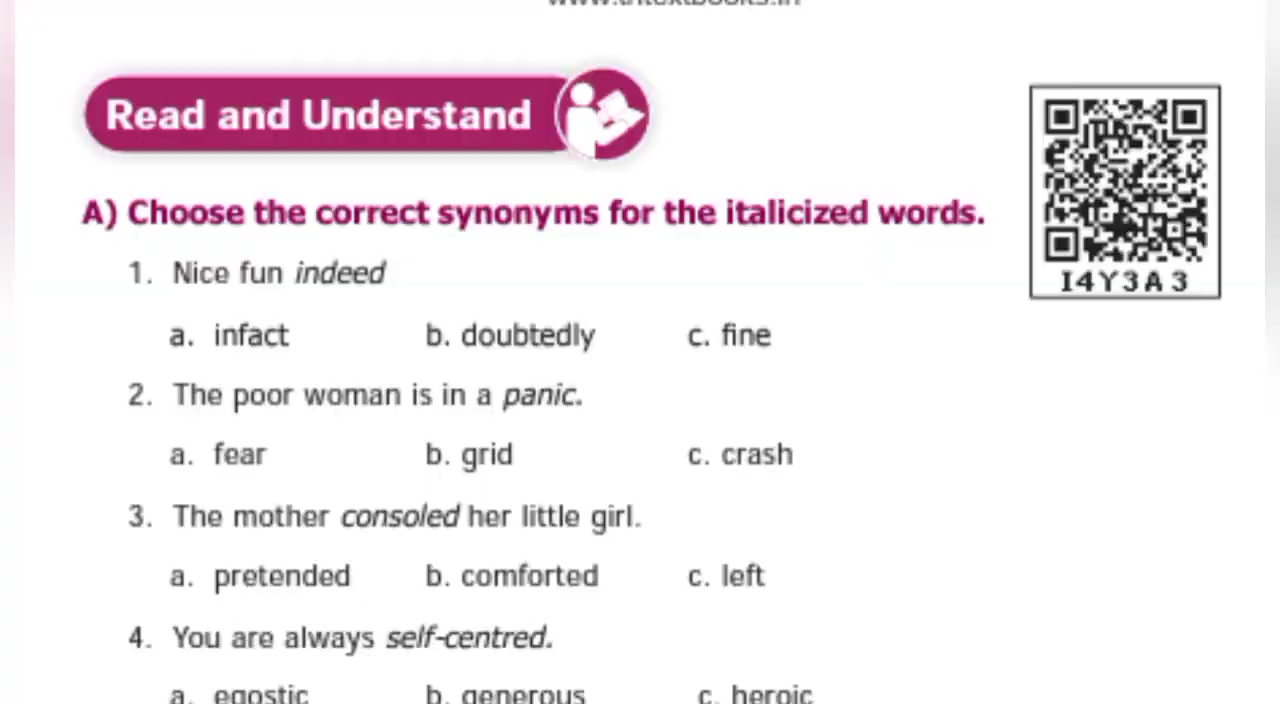 Read and Understand
A) Choose the correct synonyms for the italicized words.
1. Nice fun indeed
I4Y3A3
a. infact b. doubtedly c. fine
2. The poor woman is in a panic.
a. fear b. grid c. crash
3. The mother consoled her little girl.
a. pretended b. comforted c. left
4. You are always self-centred.
a. egostic b. generous c. heroic